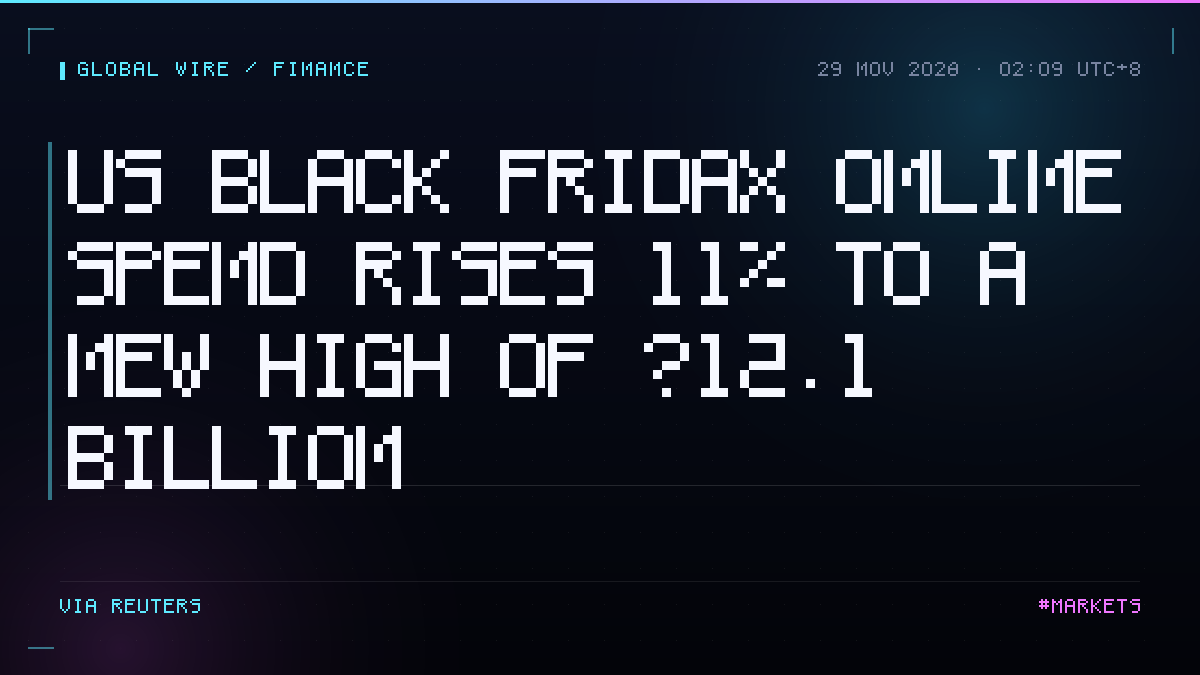 GLOBAL WIRE / FINANCE
29 NOV · 02:09 UTC+8
US BLACK FRIDAY ONLINE
SPEND RISES 11% TO A
NEW HIGH OF ?12.1
BILLION
VIA REUTERS
#MARKETS